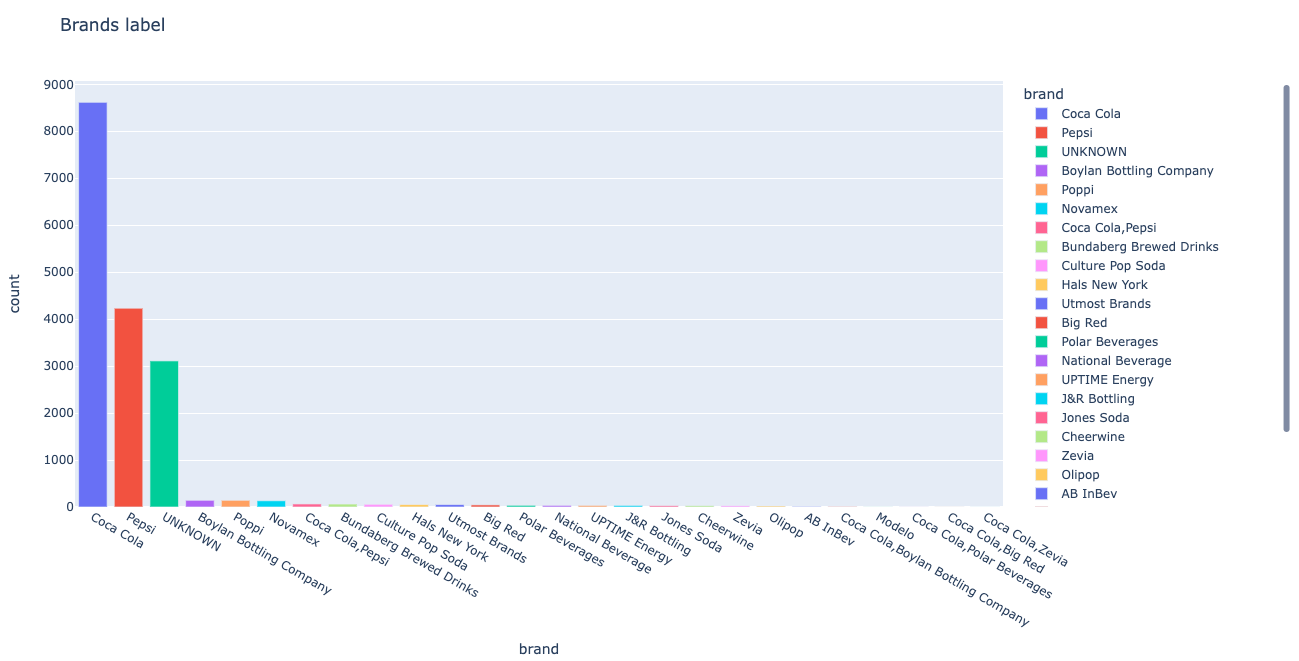 Brands label
9000
8000
7000
6000
5000
4000
3000
2000
1000
0
count
Coca Cola
Pepsi
UNKNOWN
Boylan Bottling Company
Poppi
Novamex
Coca Cola,Pepsi
Bundaberg Brewed Drinks
Culture Pop Soda
Hals New York
Utmost Brands
Big Red
Polar Beverages
National Beverage
UPTIME Energy
J&R Bottling
Jones Soda
Cheerwine
Zevia
Olipop
AB InBev
Coca Cola,Boylan Bottling Company
Modelo
Coca Cola,Polar Beverages
Coca Cola,Big Red
Coca Cola,Zevia
brand
brand
Coca Cola
Pepsi
UNKNOWN
Boylan Bottling Company
Poppi
Novamex
Coca Cola,Pepsi
Bundaberg Brewed Drinks
Culture Pop Soda
Hals New York
Utmost Brands
Big Red
Polar Beverages
National Beverage
UPTIME Energy
J&R Bottling
Jones Soda
Cheerwine
Zevia
Olipop
AB InBev